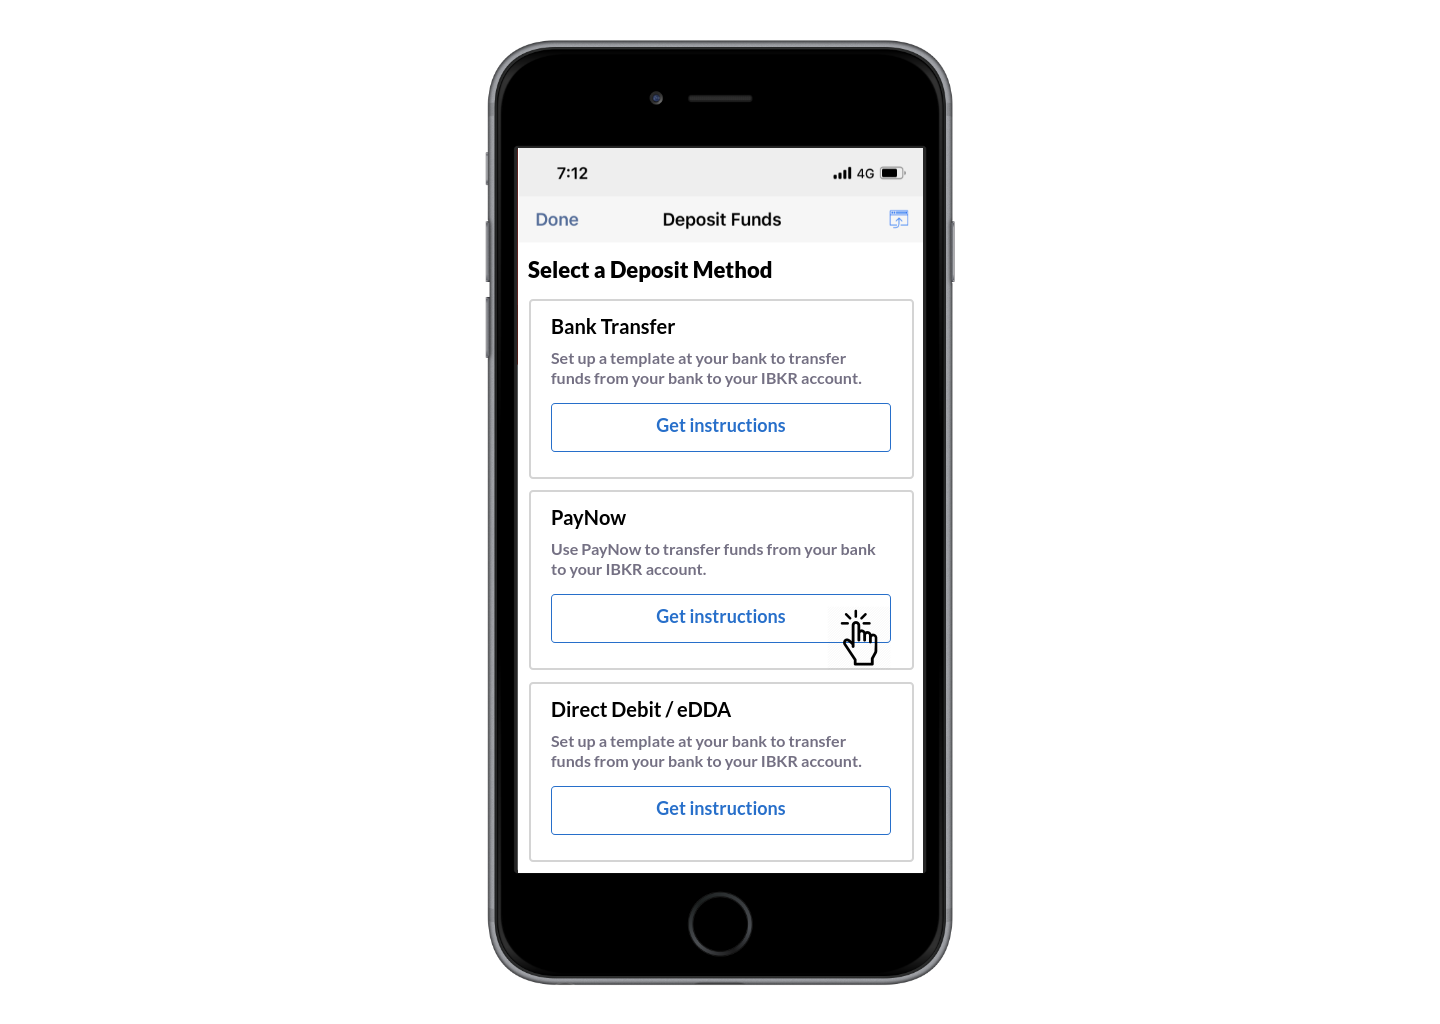 7:12 4G
Done Deposit Funds
Select a Deposit Method
Bank Transfer
Set up a template at your bank to transfer
funds from your bank to your IBKR account.
Get instructions
PayNow
Use PayNow to transfer funds from your bank
to your IBKR account.
Get instructions
Direct Debit / eDDA
Set up a template at your bank to transfer
funds from your bank to your IBKR account.
Get instructions